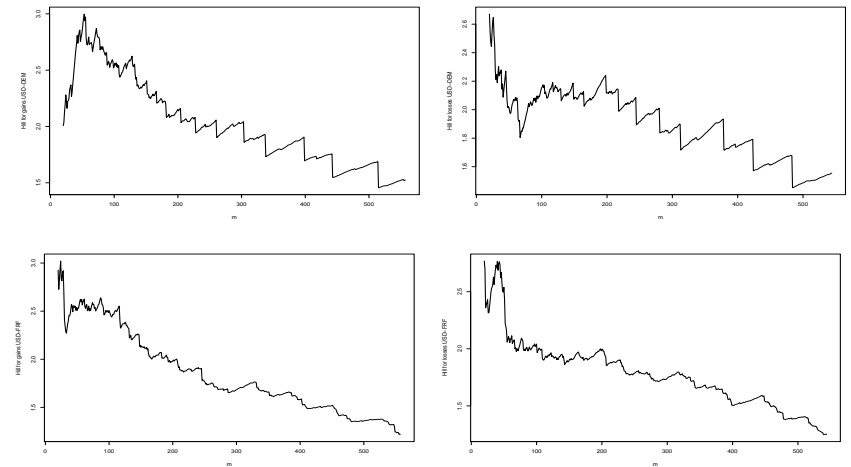 Hill for gains USD-DEM
3.0
2.5
2.0
1.5
0 100 200 300 400 500
m
Hill for losses USD-DEM
2.6
2.4
2.2
2.0
1.8
1.6
0 100 200 300 400 500
m
Hill for gains USD-FRF
3.0
2.5
2.0
1.5
0 100 200 300 400 500
m
Hill for losses USD-FRF
2.5
2.0
1.5
0 100 200 300 400 500
m